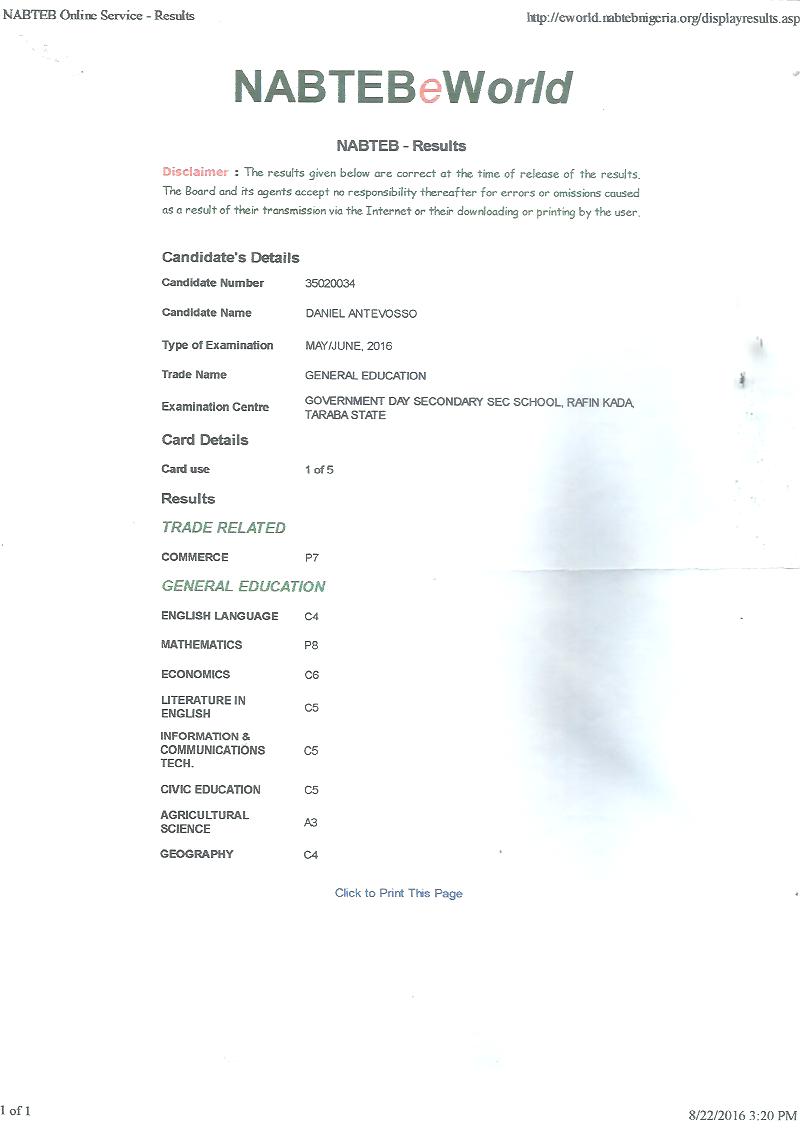 NABTEB Online Service - Results
http://eworld.nabtebnigeria.org/displayresults.asp
NABTEBeWorld
NABTEB - Results
Disclaimer : The results given below are correct at the time of release of the results.
The Board and its agents accept no responsibility thereafter for errors or omissions caused
as a result of their transmission via the Internet or their downloading or printing by the user.
Candidate's Details
Candidate Number 35020034
Candidate Name DANIEL ANTEVOSSO
Type of Examination MAY/JUNE, 2016
Trade Name GENERAL EDUCATION
Examination Centre GOVERNMENT DAY SECONDARY SEC SCHOOL, RAFIN KADA,
TARABA STATE
Card Details
Card use 1 of 5
Results
TRADE RELATED
COMMERCE P7
GENERAL EDUCATION
ENGLISH LANGUAGE C4
MATHEMATICS P8
ECONOMICS C6
LITERATURE IN
ENGLISH C5
INFORMATION &
COMMUNICATIONS C5
TECH.
CIVIC EDUCATION C5
AGRICULTURAL
SCIENCE A3
GEOGRAPHY C4
Click to Print This Page
1 of 1
8/22/2016 3:20 PM